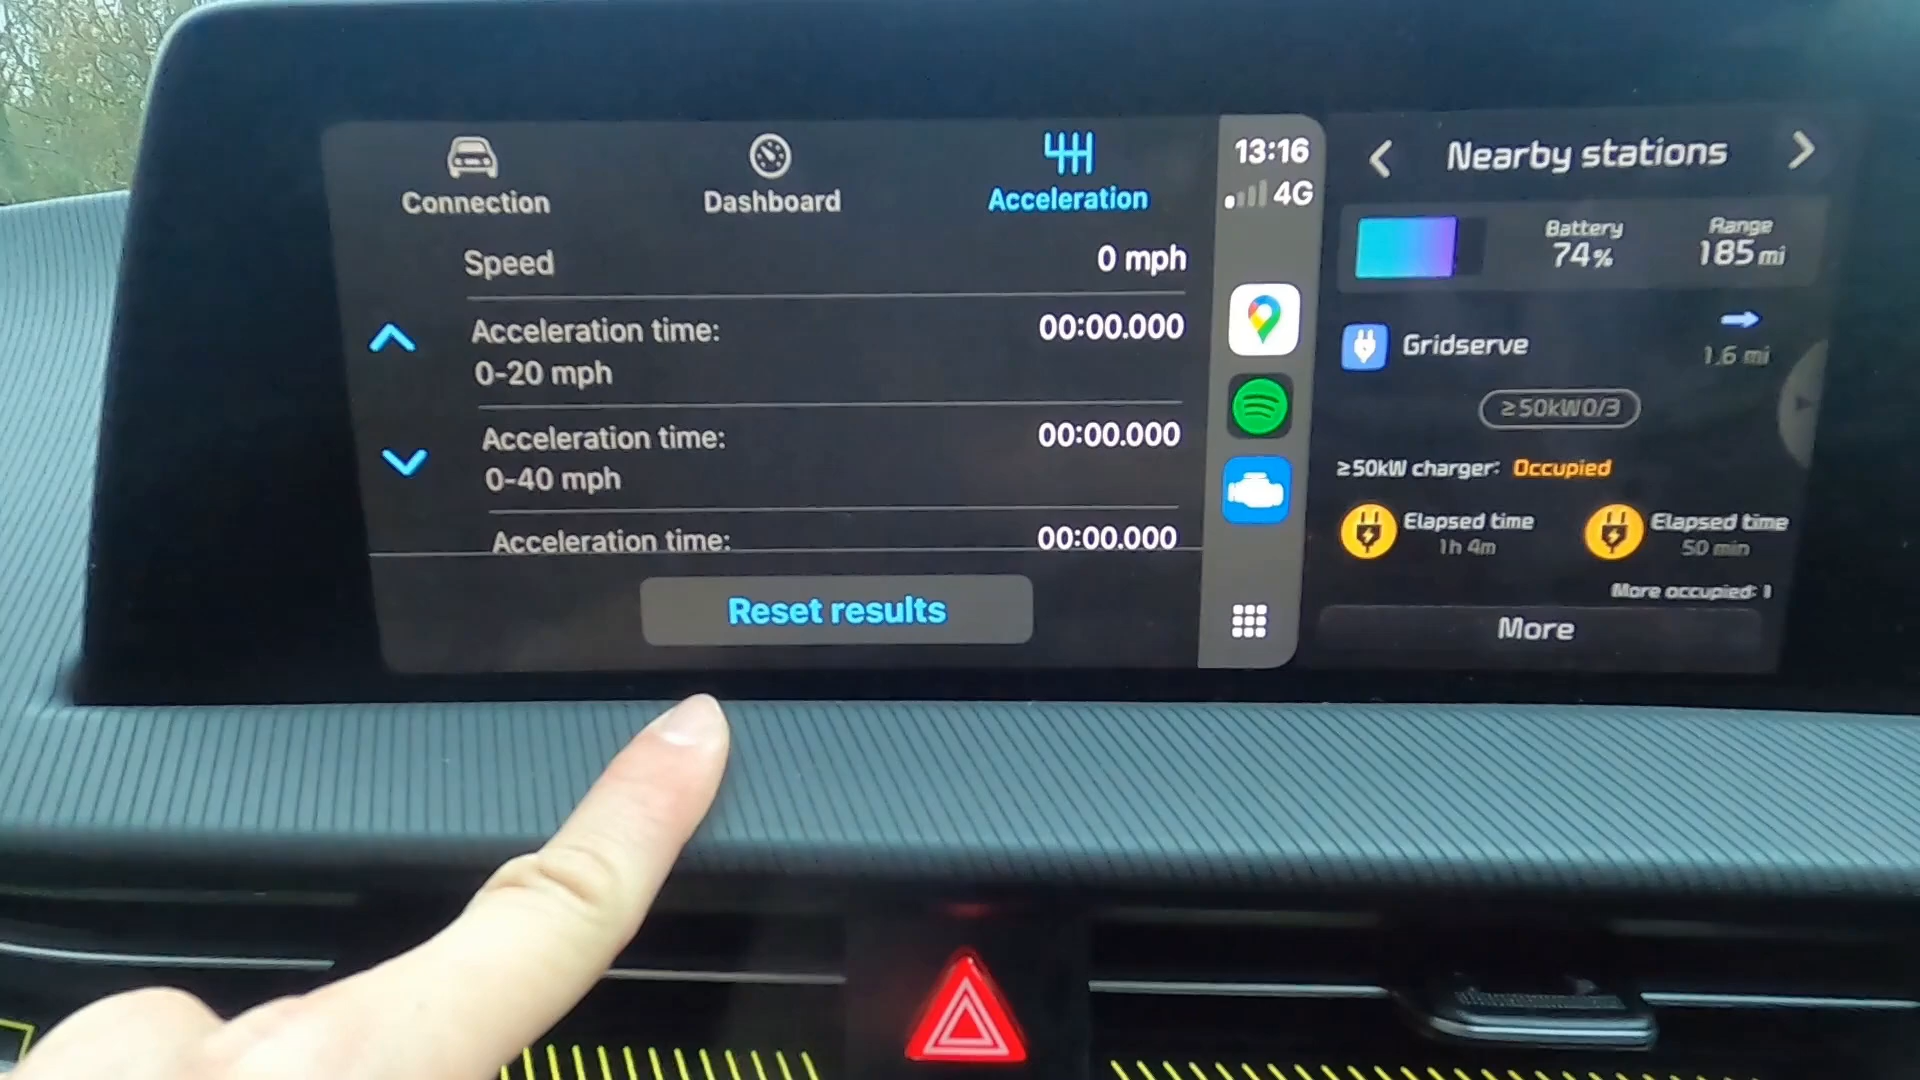 Connection
Dashboard
Acceleration
Speed
0 mph
Acceleration time:
0-20 mph
00:00.000
Acceleration time:
0-40 mph
00:00.000
Acceleration time:
00:00.000
Reset results
13:16
4G
Nearby stations
Battery
74%
Range
185 mi
Gridserve
1.6 mi
≥50kW0/3
≥50kW charger: Occupied
Elapsed time
1h 4m
Elapsed time
50 min
More occupied: 1
More